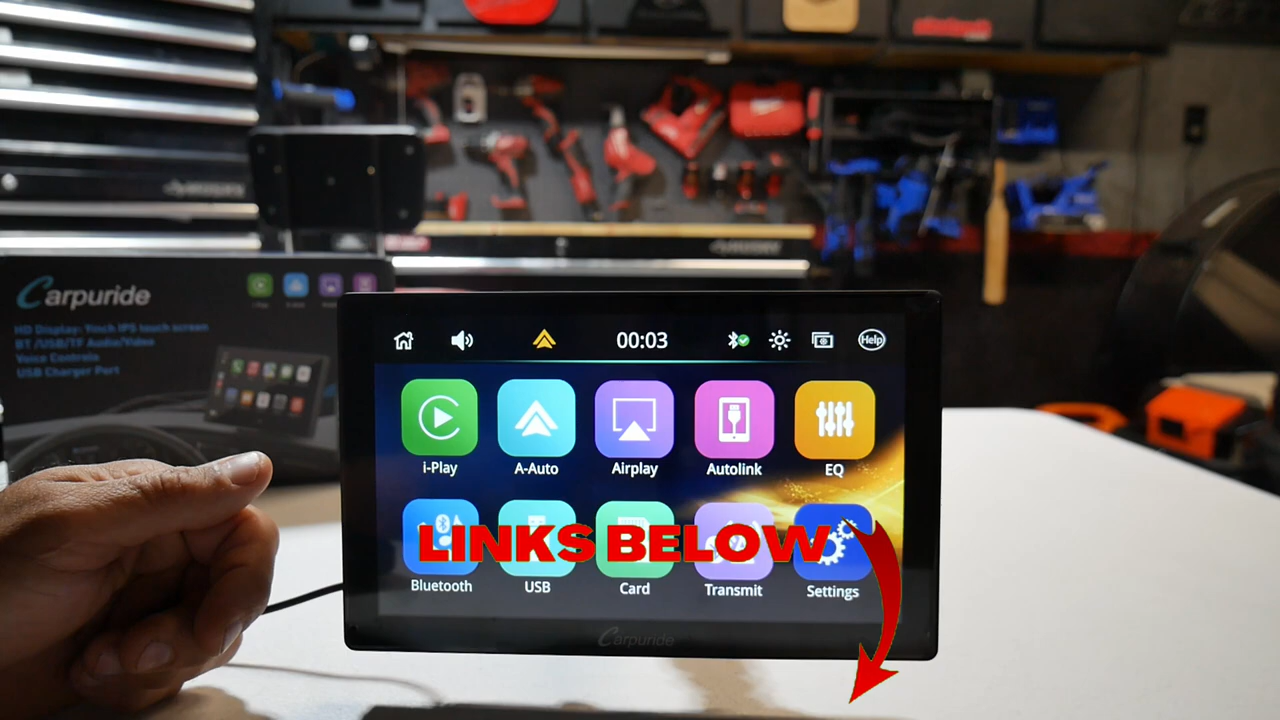 Carpuride
HD Display: 9inch IPS touch screen
BT /USB/TF Audio/Video
Voice Controls
USB Charger Port
00:03
Help
i-Play
A-Auto
Airplay
Autolink
EQ
LINKS BELOW
Bluetooth
USB
Card
Transmit
Settings
Carpuride